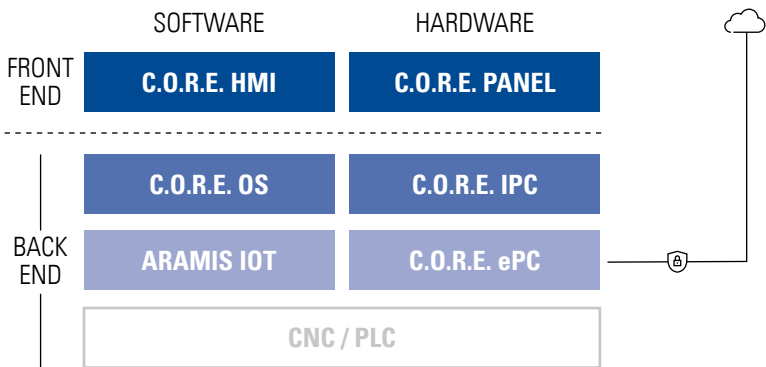 SOFTWARE HARDWARE
FRONT
END
C.O.R.E. HMI C.O.R.E. PANEL
BACK
END
C.O.R.E. OS C.O.R.E. IPC
ARAMIS IOT C.O.R.E. ePC
CNC / PLC